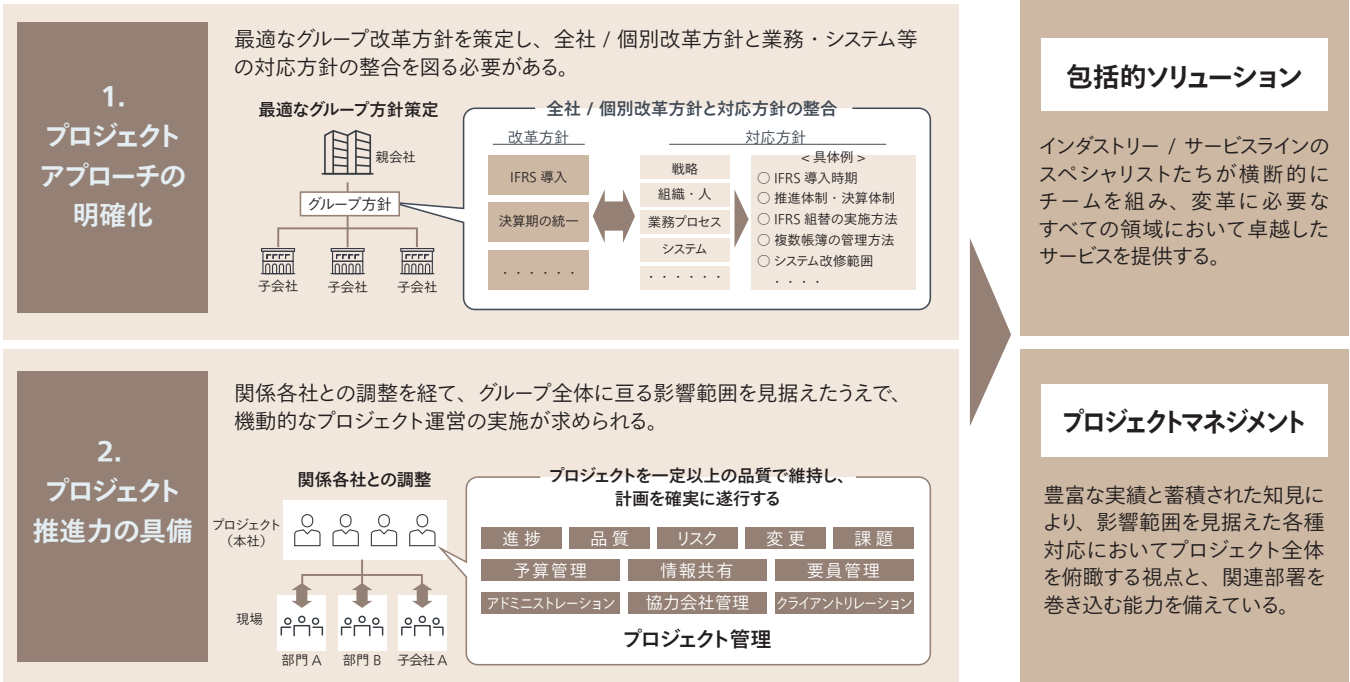 1.
プロジェクト
アプローチの
明確化
最適なグループ改革方針を策定し、全社 / 個別改革方針と業務・システム等
の対応方針の整合を図る必要がある。
最適なグループ方針策定
親会社
グループ方針
子会社
子会社
子会社
全社 / 個別改革方針と対応方針の整合
改革方針
IFRS 導入
決算期の統一
・・・・・・
対応方針
戦略
組織・人
業務プロセス
システム
・・・・・・
< 具体例 >
○ IFRS 導入時期
○ 推進体制・決算体制
○ IFRS 組替の実施方法
○ 複数帳簿の管理方法
○ システム改修範囲
・・・・
2.
プロジェクト
推進力の具備
関係各社との調整を経て、グループ全体に亘る影響範囲を見据えたうえで、
機動的なプロジェクト運営の実施が求められる。
関係各社との調整
プロジェクト
（本社）
現場
部門 A
部門 B
子会社 A
プロジェクトを一定以上の品質で維持し、
計画を確実に遂行する
進捗
品質
リスク
変更
課題
予算管理
情報共有
要員管理
アドミニストレーション
協力会社管理
クライアントリレーション
プロジェクト管理
包括的ソリューション
インダストリー / サービスラインの
スペシャリストたちが横断的に
チームを組み、変革に必要な
すべての領域において卓越した
サービスを提供する。
プロジェクトマネジメント
豊富な実績と蓄積された知見に
より、影響範囲を見据えた各種
対応においてプロジェクト全体
を俯瞰する視点と、関連部署を
巻き込む能力を備えている。